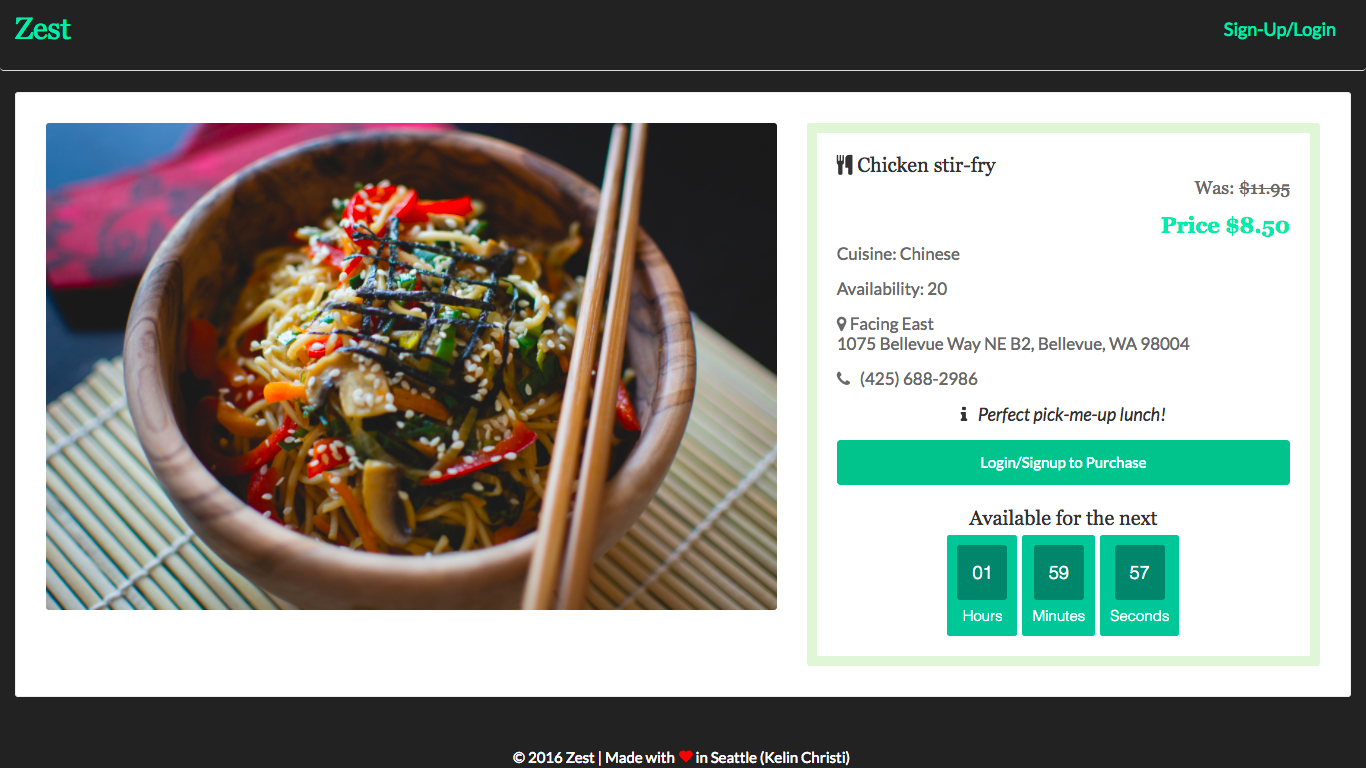 Zest
Sign-Up/Login
Chicken stir-fry
Was: $11.95
Price $8.50
Cuisine: Chinese
Availability: 20
Facing East
1075 Bellevue Way NE B2, Bellevue, WA 98004
(425) 688-2986
Perfect pick-me-up lunch!
Login/Signup to Purchase
Available for the next
01 59 57
Hours Minutes Seconds
© 2016 Zest | Made with ❤ in Seattle (Kelin Christi)